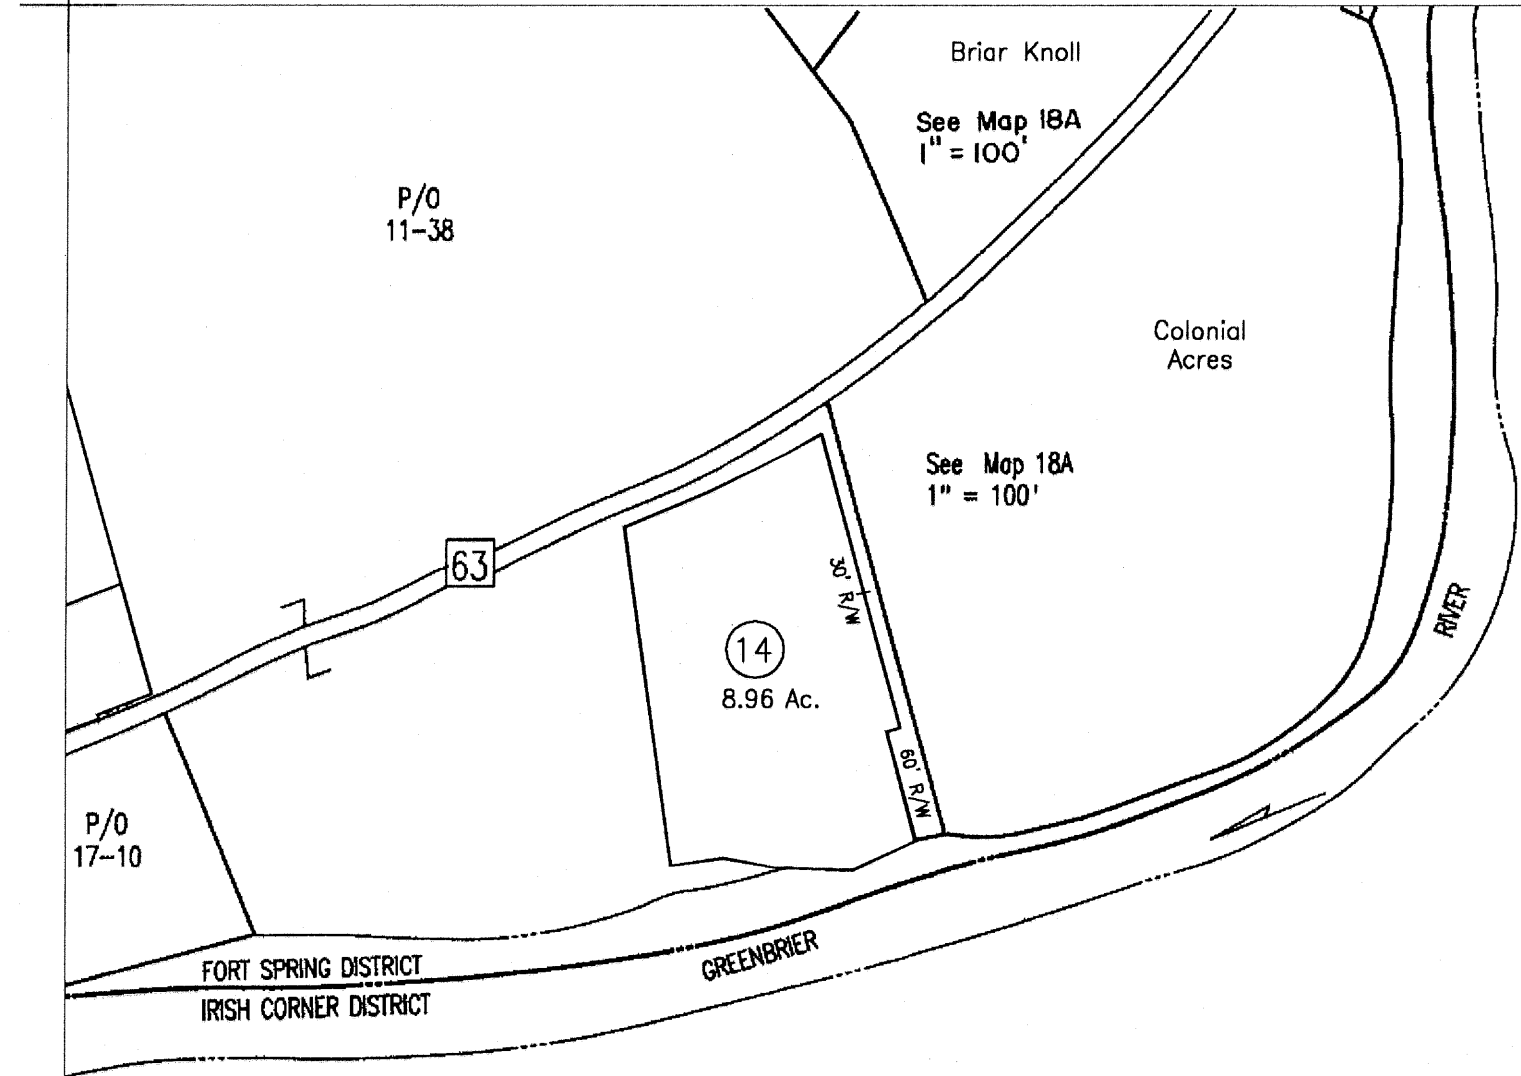 Briar Knoll
See Map 18A
1" = 100'
P/O
11-38
Colonial
Acres
See Map 18A
1" = 100'
63
30' R/W
14
8.96 Ac.
RIVER
60' R/W
P/O
17-10
GREENBRIER
FORT SPRING DISTRICT
IRISH CORNER DISTRICT